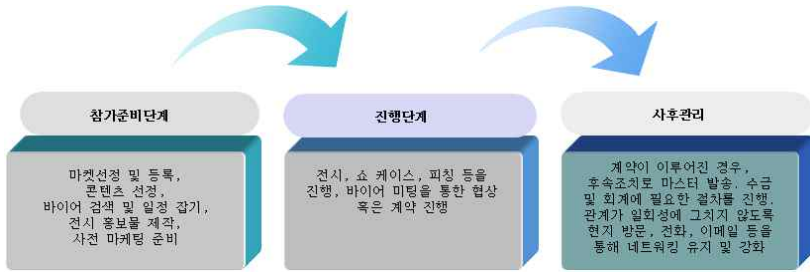 참가준비단계
마켓선정 및 등록,
콘텐츠 선정,
바이어 검색 및 일정 잡기,
전시 홍보물 제작,
사전 마케팅 준비
진행단계
전시, 쇼 케이스, 피칭 등을
진행, 바이어 미팅을 통한 협상
혹은 계약 진행
사후관리
계약이 이루어진 경우,
후속조치로 마스터 발송. 수금
및 회계에 필요한 절차를 진행.
관계가 일회성에 그치지 않도록
현지 방문, 전화, 이메일 등을
통해 네트워킹 유지 및 강화